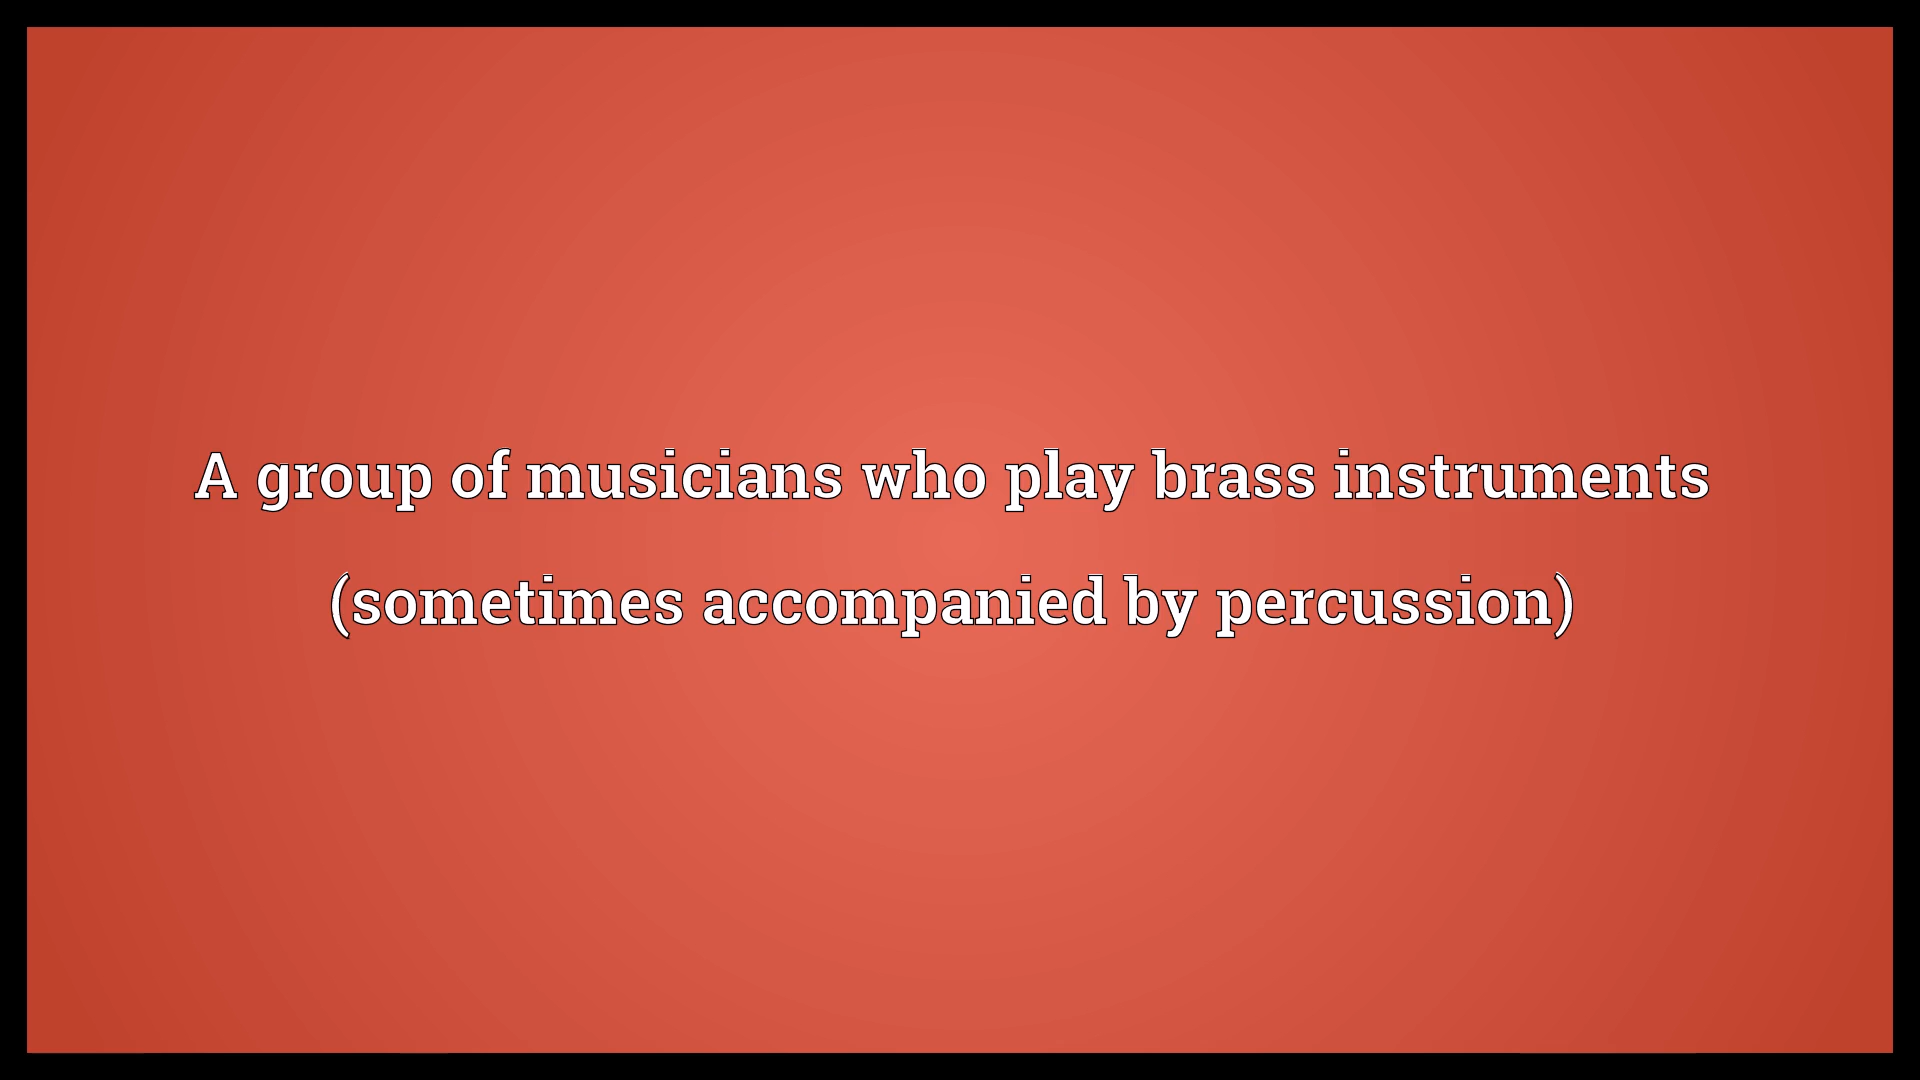 A group of musicians who play brass instruments
(sometimes accompanied by percussion)